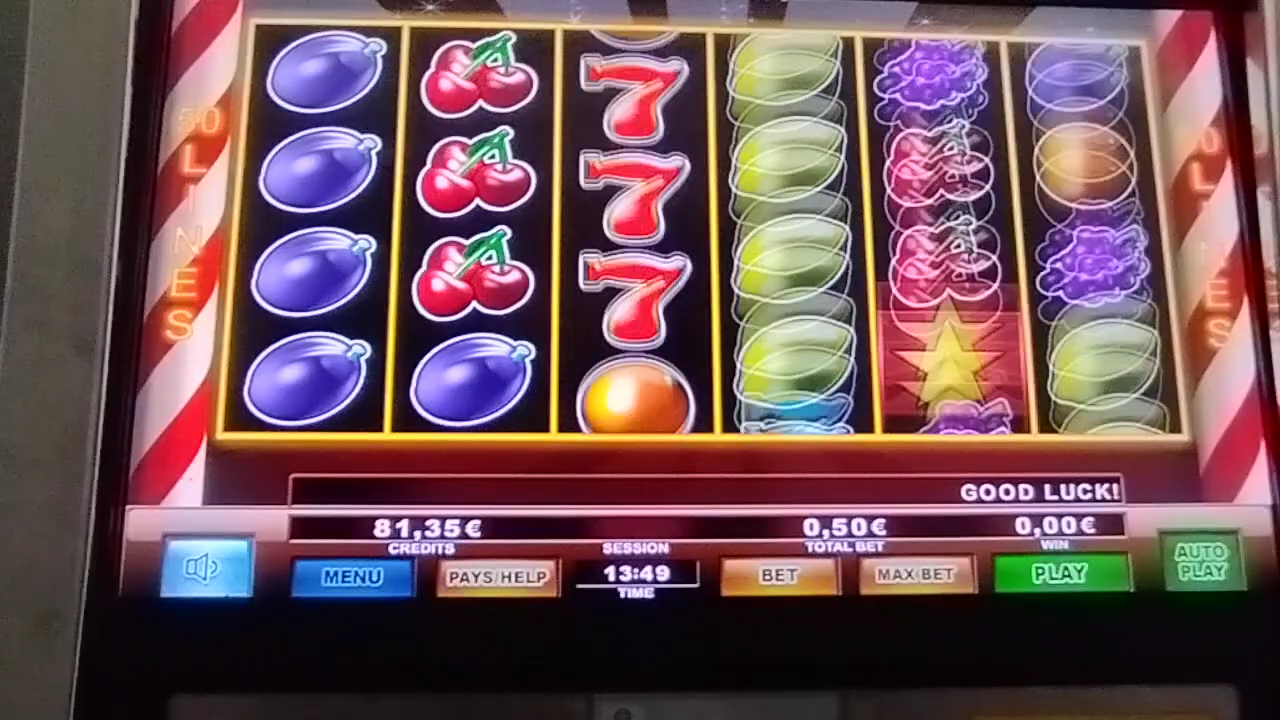 50
LINES
GOOD LUCK!
81,35€
0,50€
0,00€
CREDITS
SESSION
TOTAL BET
WIN
MENU
PAYS/HELP
13:49
TIME
BET
MAX BET
PLAY
AUTO
PLAY